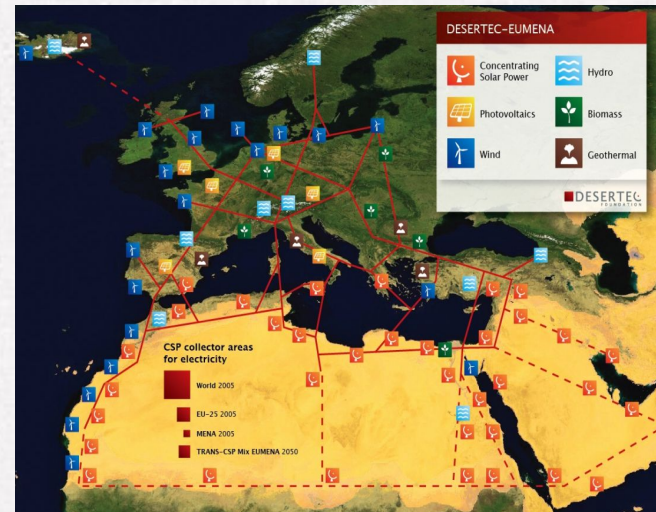 DESERTEC-EUMENA
Concentrating
Solar Power
Hydro
Photovoltaics
Biomass
Wind
Geothermal
DESERTEC
FOUNDATION
CSP collector areas
for electricity
World 2005
EU-25 2005
MENA 2005
TRANS-CSP Mix EUMENA 2050